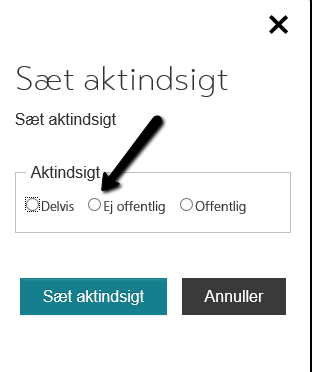 Sæt aktindsigt
Sæt aktindsigt
Aktindsigt
Delvis Ej offentlig Offentlig
Sæt aktindsigt Annuller